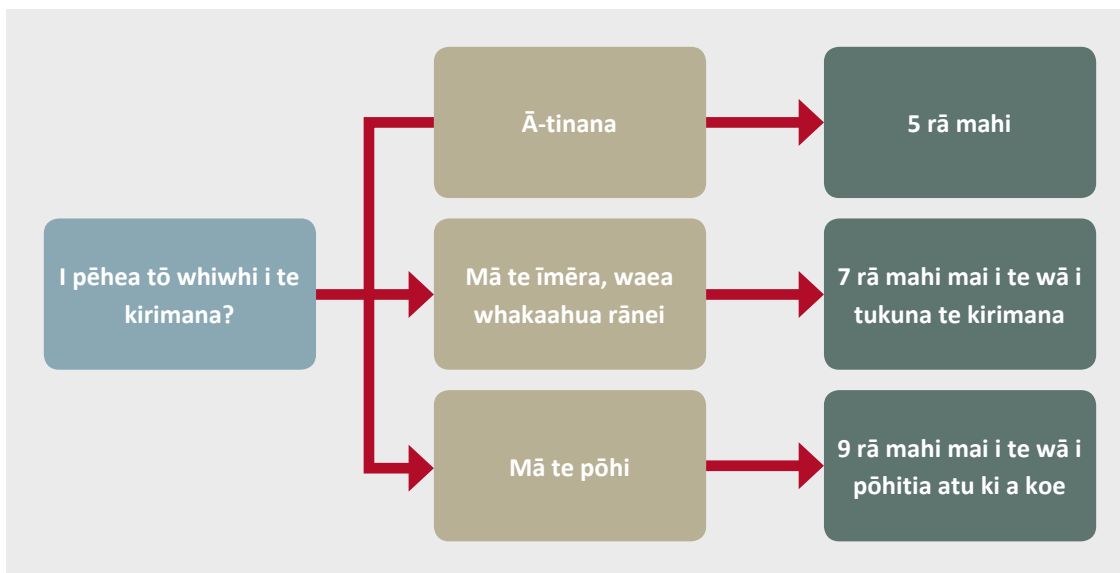 I pēhea tō whiwhi i te
kirimana?
Ā-tinana
5 rā mahi
Mā te īmēra, waea
whakaahua rānei
7 rā mahi mai i te wā i
tukuna te kirimana
Mā te pōhi
9 rā mahi mai i te wā i
pōhitia atu ki a koe